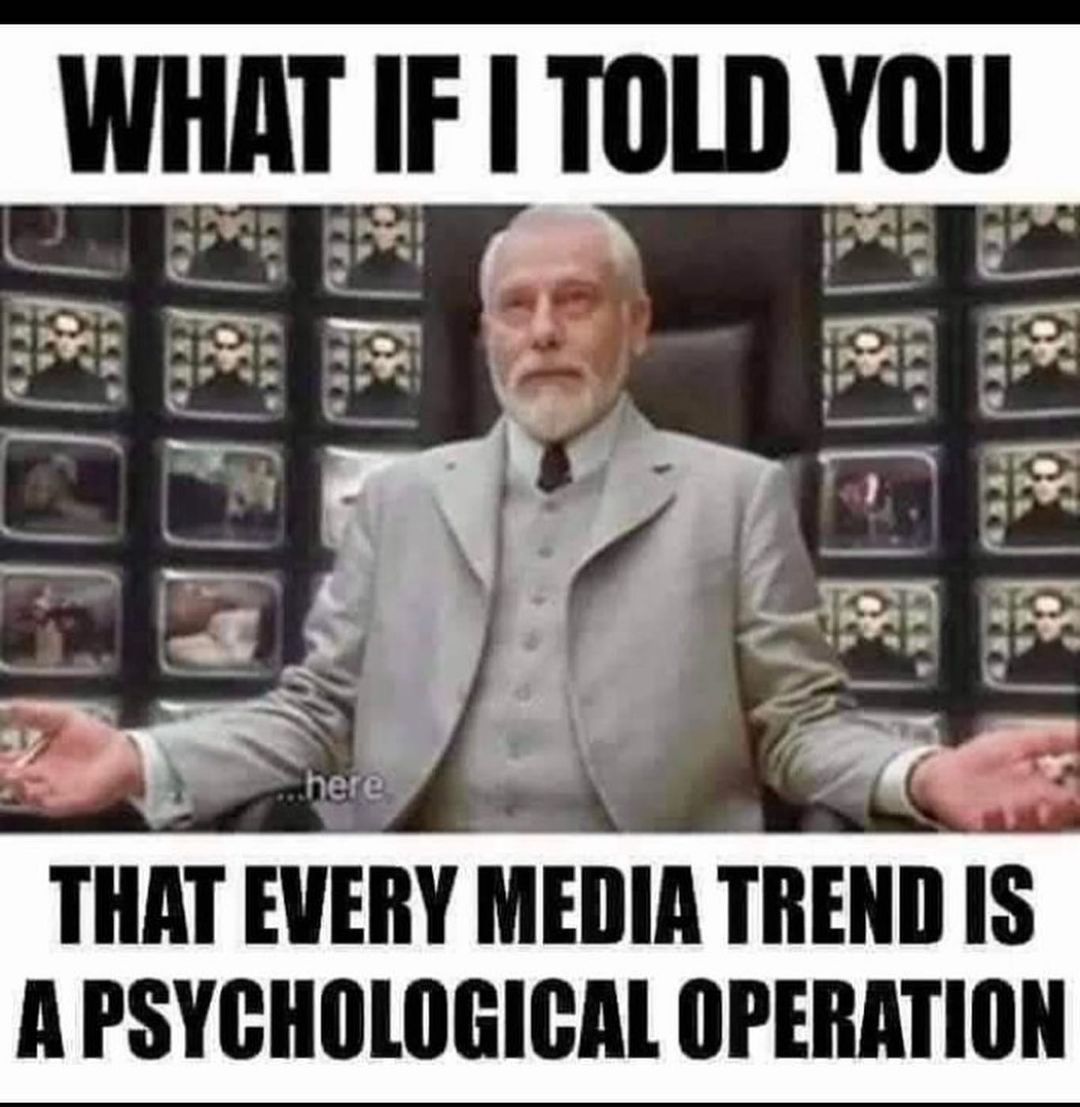 WHAT IF I TOLD YOU
...here.
THAT EVERY MEDIA TREND IS
A PSYCHOLOGICAL OPERATION